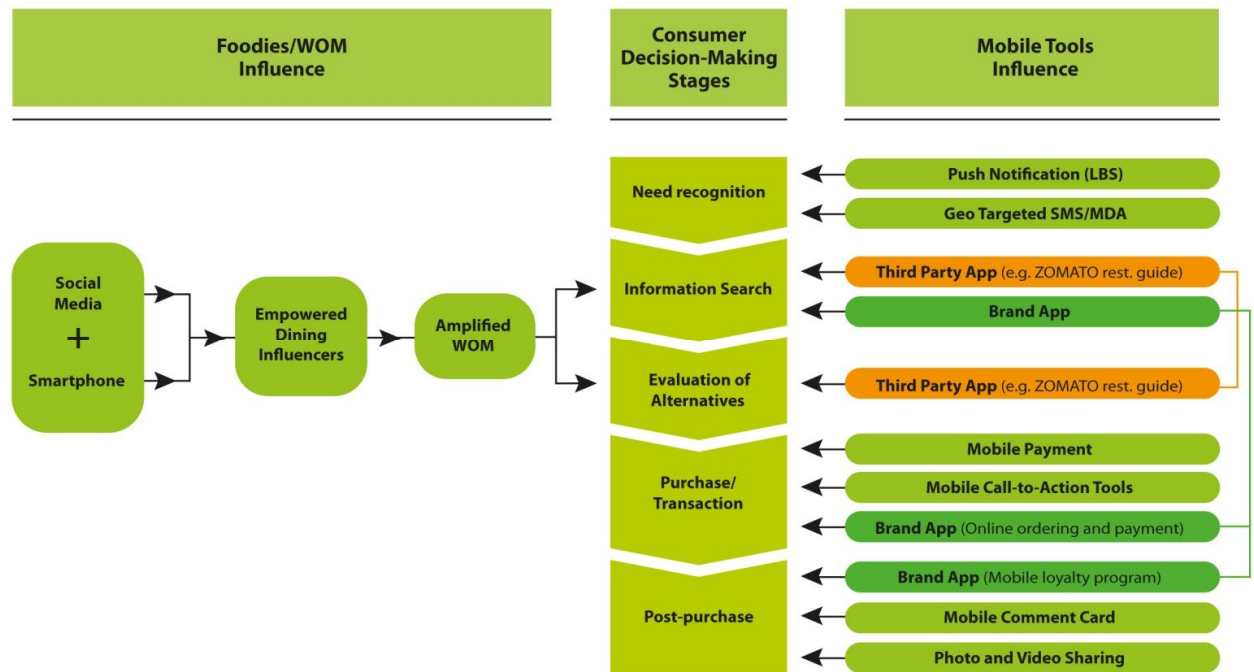 Foodies/WOM
Influence
Consumer
Decision-Making
Stages
Mobile Tools
Influence
Social
Media
+
Smartphone
Empowered
Dining
Influencers
Amplified
WOM
Need recognition
Information Search
Evaluation of
Alternatives
Purchase/
Transaction
Post-purchase
Push Notification (LBS)
Geo Targeted SMS/MDA
Third Party App (e.g. ZOMATO rest. guide)
Brand App
Third Party App (e.g. ZOMATO rest. guide)
Mobile Payment
Mobile Call-to-Action Tools
Brand App (Online ordering and payment)
Brand App (Mobile loyalty program)
Mobile Comment Card
Photo and Video Sharing